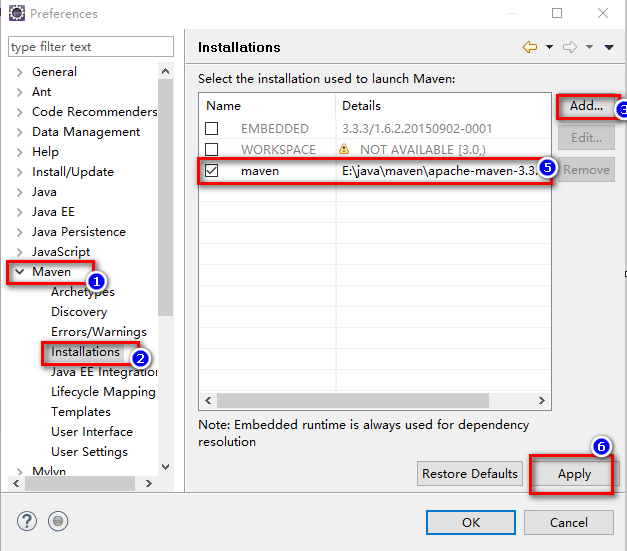 Preferences
type filter text
General
Ant
Code Recommenders
Data Management
Help
Install/Update
Java
Java EE
Java Persistence
JavaScript
Maven
1
Archetypes
Discovery
Errors/Warnings
Installations
2
Java EE Integration
Lifecycle Mapping
Templates
User Interface
User Settings
Mylyn
Installations
Select the installation used to launch Maven:
Name Details
EMBEDDED 3.3.3/1.6.2.20150902-0001
WORKSPACE NOT AVAILABLE [3.0,)
maven E:\java\maven\apache-maven-3.3. 5
Add... 3
Edit...
Remove
Note: Embedded runtime is always used for dependency
resolution
6
Restore Defaults Apply
OK Cancel